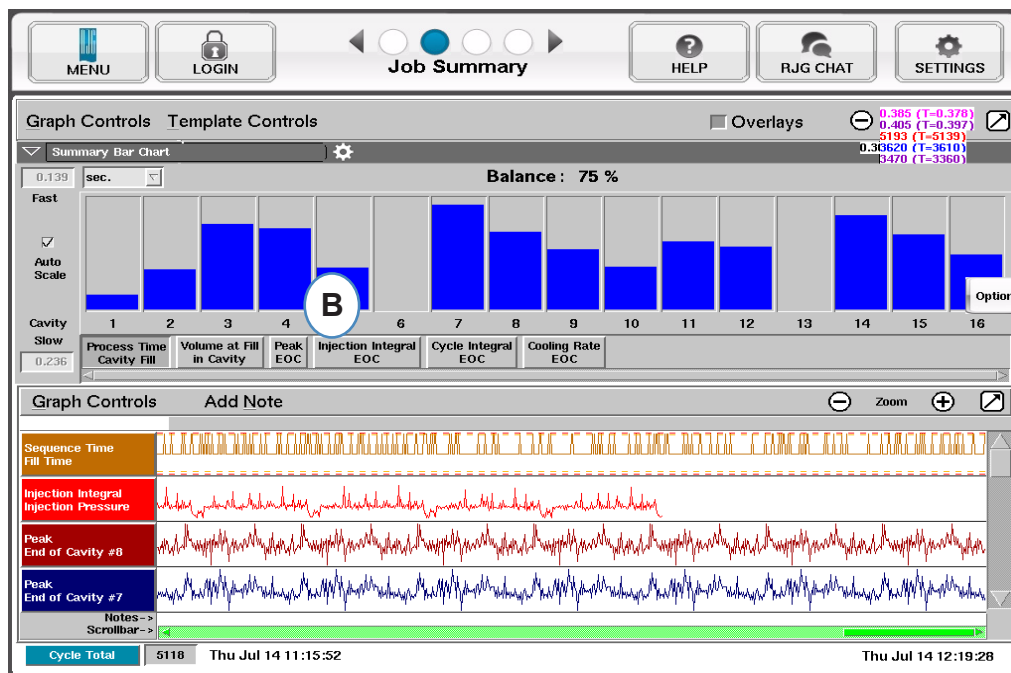 MENU
LOGIN
Job Summary
HELP
RJG CHAT
SETTINGS
Graph Controls Template Controls
Overlays
0.385 (T=0.378)
0.405 (T=0.397)
5193 (T=5139)
3620 (T=3610)
3470 (T=3360)
Summary Bar Chart
0.139
sec.
Balance: 75 %
Fast
Auto
Scale
B
Option
Cavity 1 2 3 4 6 7 8 9 10 11 12 13 14 15 16
Slow
0.236
Process Time
Cavity Fill
Volume at Fill
in Cavity
Peak
EOC
Injection Integral
EOC
Cycle Integral
EOC
Cooling Rate
EOC
Graph Controls Add Note
Zoom
Sequence Time
Fill Time
Injection Integral
Injection Pressure
Peak
End of Cavity #8
Peak
End of Cavity #7
Notes->
Scrollbar->
Cycle Total 5118 Thu Jul 14 11:15:52 Thu Jul 14 12:19:28